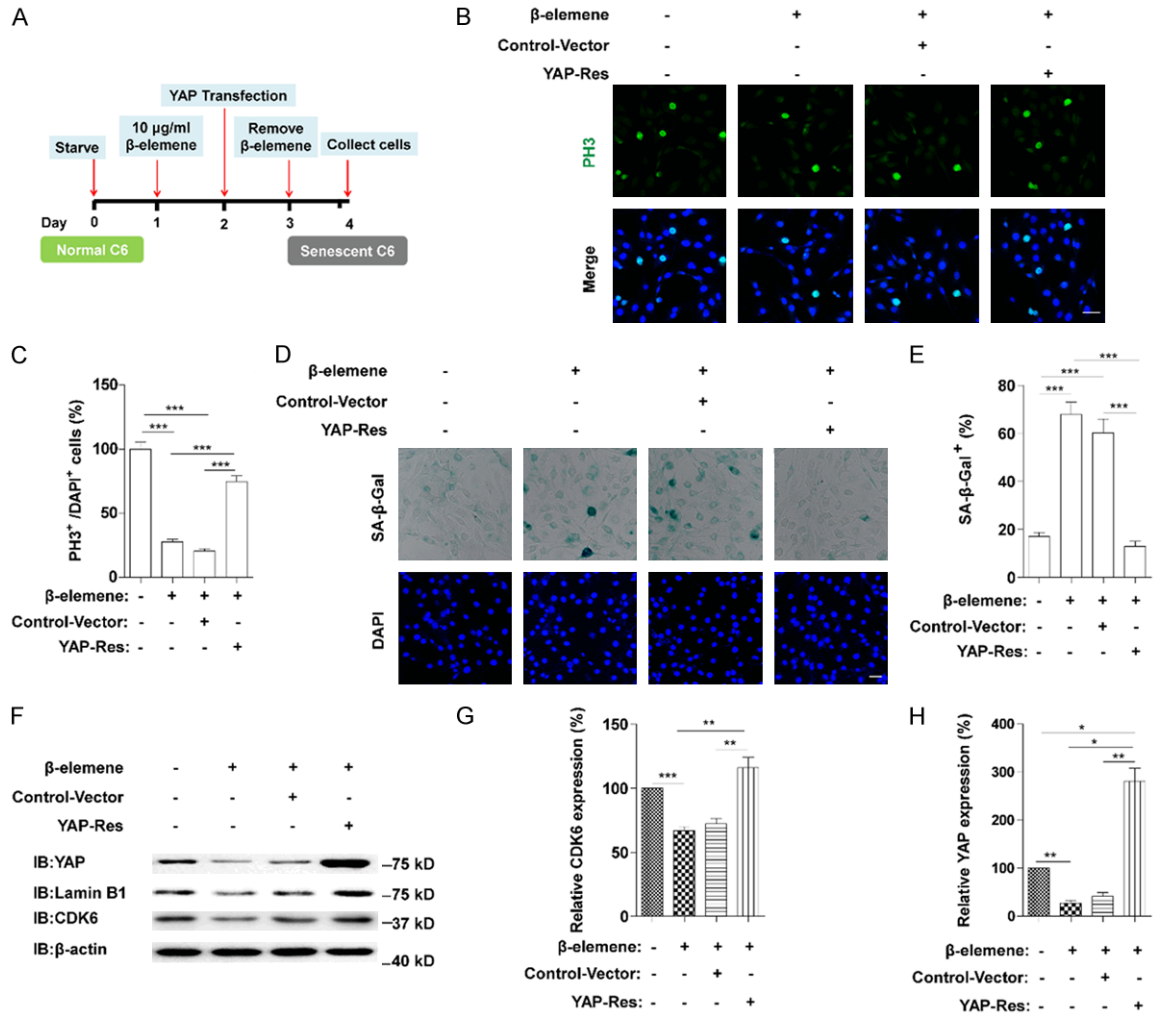 A
YAP Transfection
10 µg/ml
β-elemene
Remove
β-elemene
Starve
Collect cells
Day 0 1 2 3 4
Normal C6
Senescent C6
B
β-elemene - + + +
Control-Vector - - + -
YAP-Res - - - +
PH3
Merge
C
PH3+ /DAPI+ cells (%)
150
100
50
0
***
***
***
***
β-elemene: - + + +
Control-Vector: - - + -
YAP-Res: - - - +
D
β-elemene - + + +
Control-Vector - - + -
YAP-Res - - - +
SA-β-Gal
DAPI
E
SA-β-Gal + (%)
80
60
40
20
0
***
***
***
***
β-elemene: - + + +
Control-Vector: - - + -
YAP-Res: - - - +
F
β-elemene - + + +
Control-Vector - - + -
YAP-Res - - - +
IB:YAP –75 kD
IB:Lamin B1 –75 kD
IB:CDK6 –37 kD
IB:β-actin –40 kD
G
Relative CDK6 expression (%)
150
100
50
0
**
**
***
β-elemene: - + + +
Control-Vector: - - + -
YAP-Res: - - - +
H
Relative YAP expression (%)
400
300
200
100
0
*
*
**
**
β-elemene: - + + +
Control-Vector: - - + -
YAP-Res: - - - +